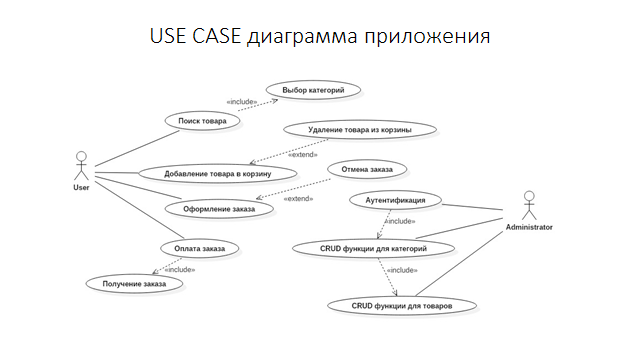 USE CASE диаграмма приложения
Выбор категорий
«include»
Поиск товара
Удаление товара из корзины
«extend»
Добавление товара в корзину
Отмена заказа
User
Оформление заказа
«extend»
Аутентификация
«include»
Administrator
Оплата заказа
CRUD функции для категорий
«include»
«include»
Получение заказа
CRUD функции для товаров